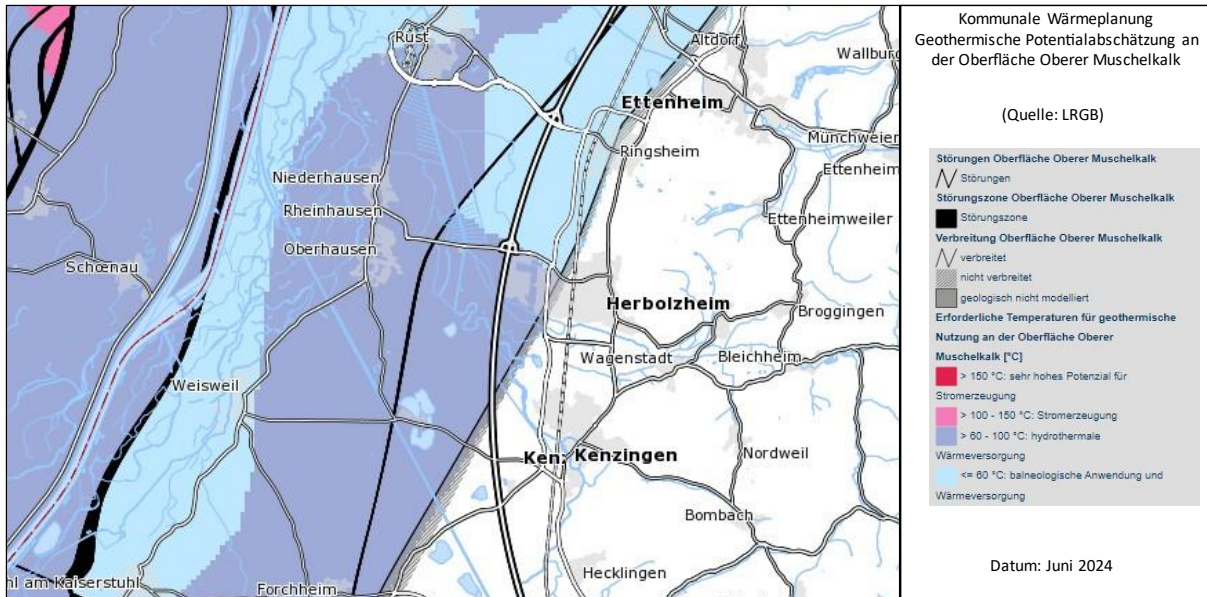 Rust
Altdorf
Wallbur
Ettenheim
Münchweier
Ringsheim
Ettenheim
Niederhausen
Rheinhausen
Ettenheimweiler
Oberhausen
Schœnau
Herbolzheim
Broggingen
Wagenstadt
Bleichheim
Weisweil
Ken: Kenzingen
Nordweil
Bombach
Hecklingen
hl am Kaiserstuhl
Forchheim
Kommunale Wärmeplanung
Geothermische Potentialabschätzung an
der Oberfläche Oberer Muschelkalk
(Quelle: LRGB)
Störungen Oberfläche Oberer Muschelkalk
Störungen
Störungszone Oberfläche Oberer Muschelkalk
Störungszone
Verbreitung Oberfläche Oberer Muschelkalk
verbreitet
nicht verbreitet
geologisch nicht modelliert
Erforderliche Temperaturen für geothermische
Nutzung an der Oberfläche Oberer
Muschelkalk [°C]
> 150 °C: sehr hohes Potenzial für
Stromerzeugung
> 100 - 150 °C: Stromerzeugung
> 60 - 100 °C: hydrothermale
Wärmeversorgung
<= 60 °C: balneologische Anwendung und
Wärmeversorgung
Datum: Juni 2024